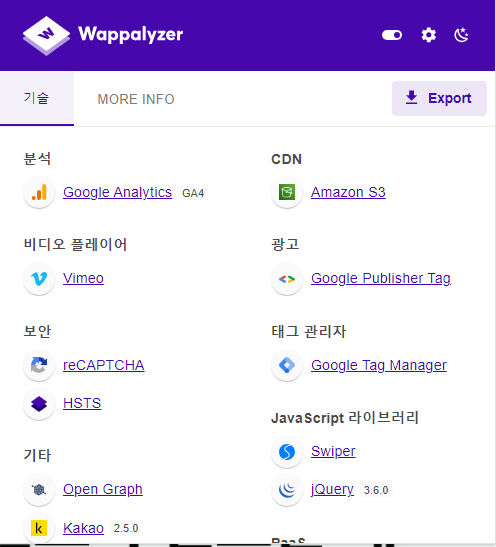 Wappalyzer
기술
MORE INFO
Export
분석
Google Analytics GA4
비디오 플레이어
Vimeo
보안
reCAPTCHA
HSTS
기타
Open Graph
Kakao 2.5.0
CDN
Amazon S3
광고
Google Publisher Tag
태그 관리자
Google Tag Manager
JavaScript 라이브러리
Swiper
jQuery 3.6.0
PaaS